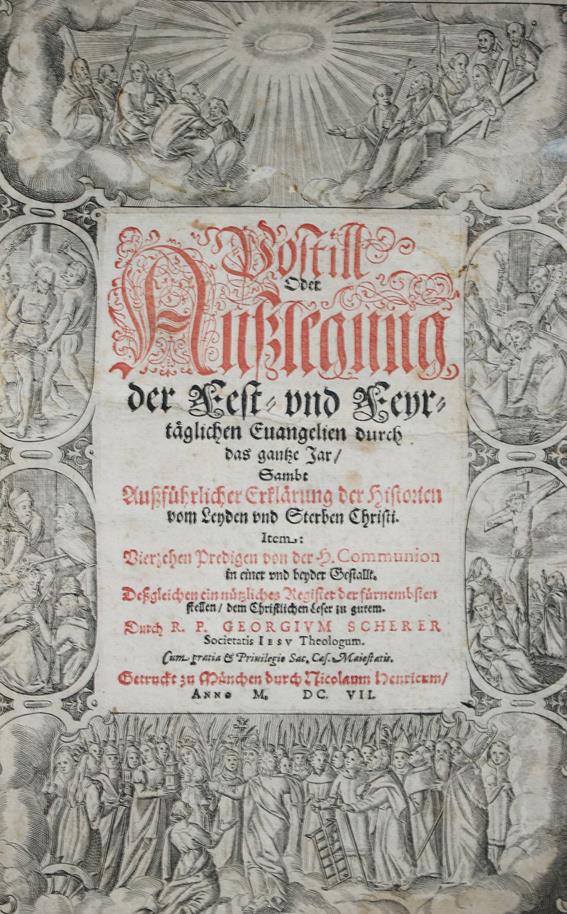 Postill
Oder
Außlegung
der Fest- vnd Feyr-
täglichen Euangelien durch
das gantze Jar/
Sambt
Außführlicher Erklärung der Historien
vom Leyden vnd Sterben Christi.
Item:
Vierzehen Predigen von der H. Communion
in einer vnd beyder Gestallt.
Deßgleichen ein nützliches Register der fürnembsten
stellen/ dem Christlichen Leser zu gutem.
Durch R. P. GEORGIVM SCHERER
Societatis IESV Theologum.
Cum gratia & Priuilegio Sac. Cæs. Maiestatis.
Getruckt zu München durch Nicolaum Henricum/
ANNO M. DC. VII.